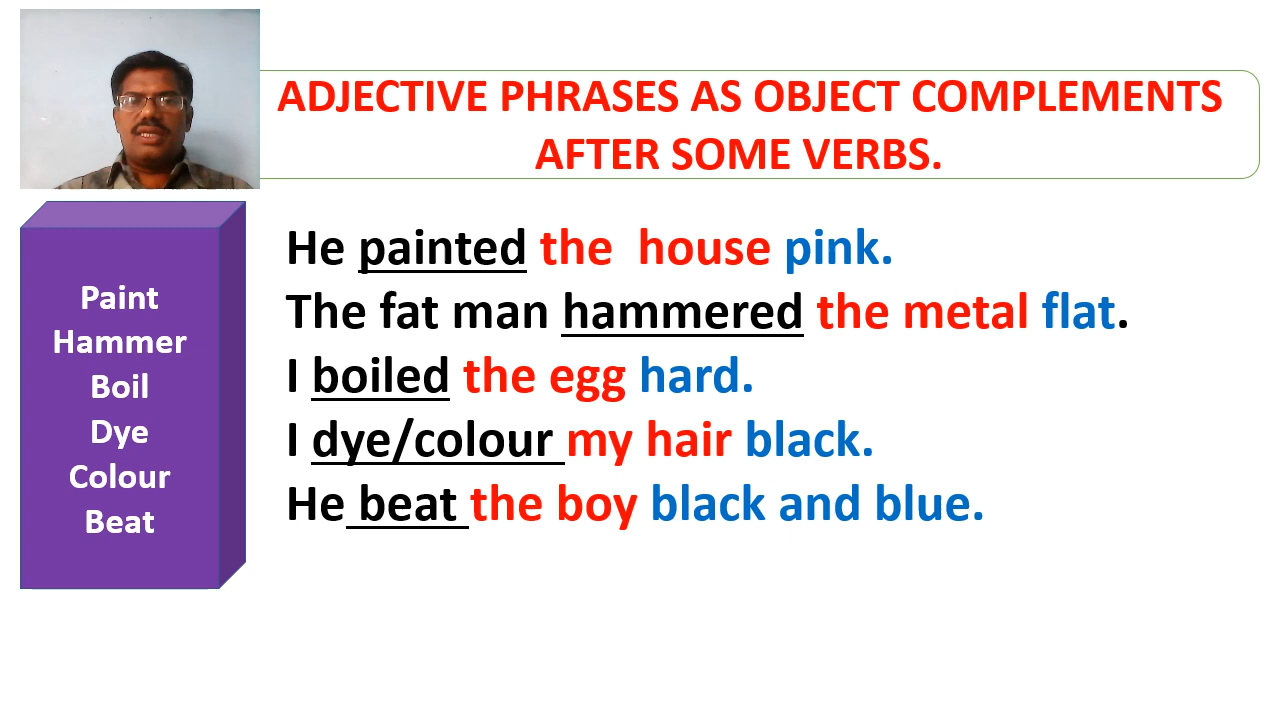 ADJECTIVE PHRASES AS OBJECT COMPLEMENTS
AFTER SOME VERBS.
Paint
Hammer
Boil
Dye
Colour
Beat
He painted the house pink.
The fat man hammered the metal flat.
I boiled the egg hard.
I dye/colour my hair black.
He beat the boy black and blue.